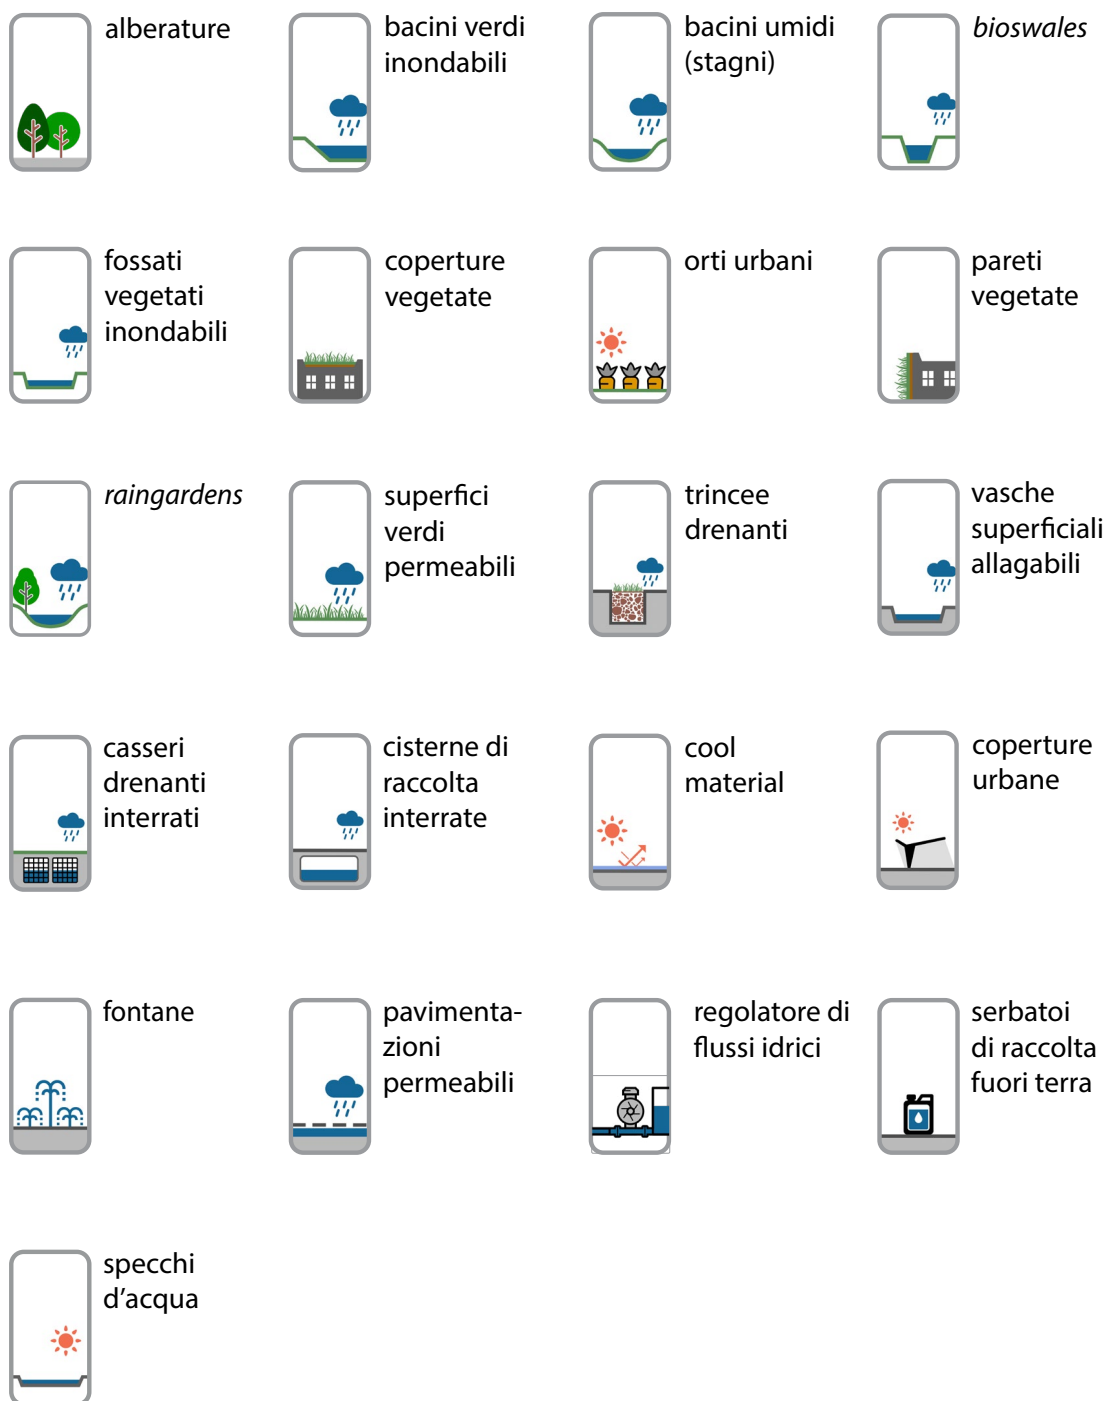 alberature
bacini verdi
inondabili
bacini umidi
(stagni)
bioswales
fossati
vegetati
inondabili
coperture
vegetate
orti urbani
pareti
vegetate
raingardens
superfici
verdi
permeabili
trincee
drenanti
vasche
superficiali
allagabili
casseri
drenanti
interrati
cisterne di
raccolta
interrate
cool
material
coperture
urbane
fontane
pavimenta-
zioni
permeabili
regolatore di
flussi idrici
serbatoi
di raccolta
fuori terra
specchi
d’acqua